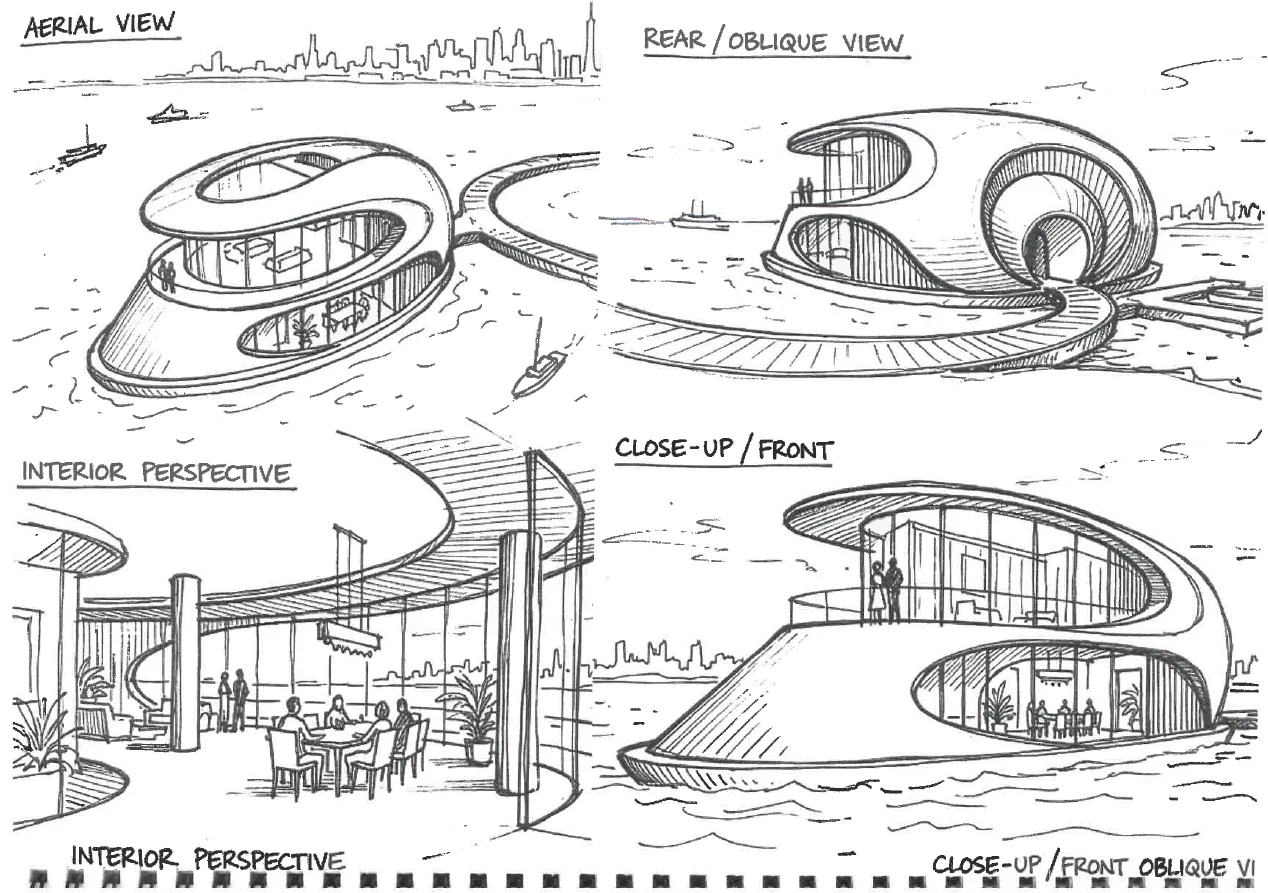 AERIAL VIEW
REAR/OBLIQUE VIEW
INTERIOR PERSPECTIVE
CLOSE-UP/FRONT
INTERIOR PERSPECTIVE
CLOSE-UP/FRONT OBLIQUE VI